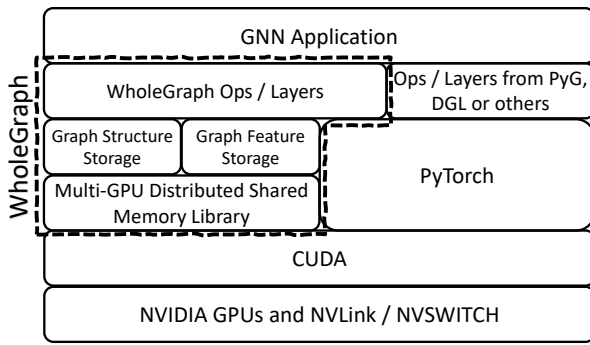 GNN Application
WholeGraph
WholeGraph Ops / Layers
Ops / Layers from PyG,
DGL or others
Graph Structure
Storage
Graph Feature
Storage
PyTorch
Multi-GPU Distributed Shared
Memory Library
CUDA
NVIDIA GPUs and NVLink / NVSWITCH